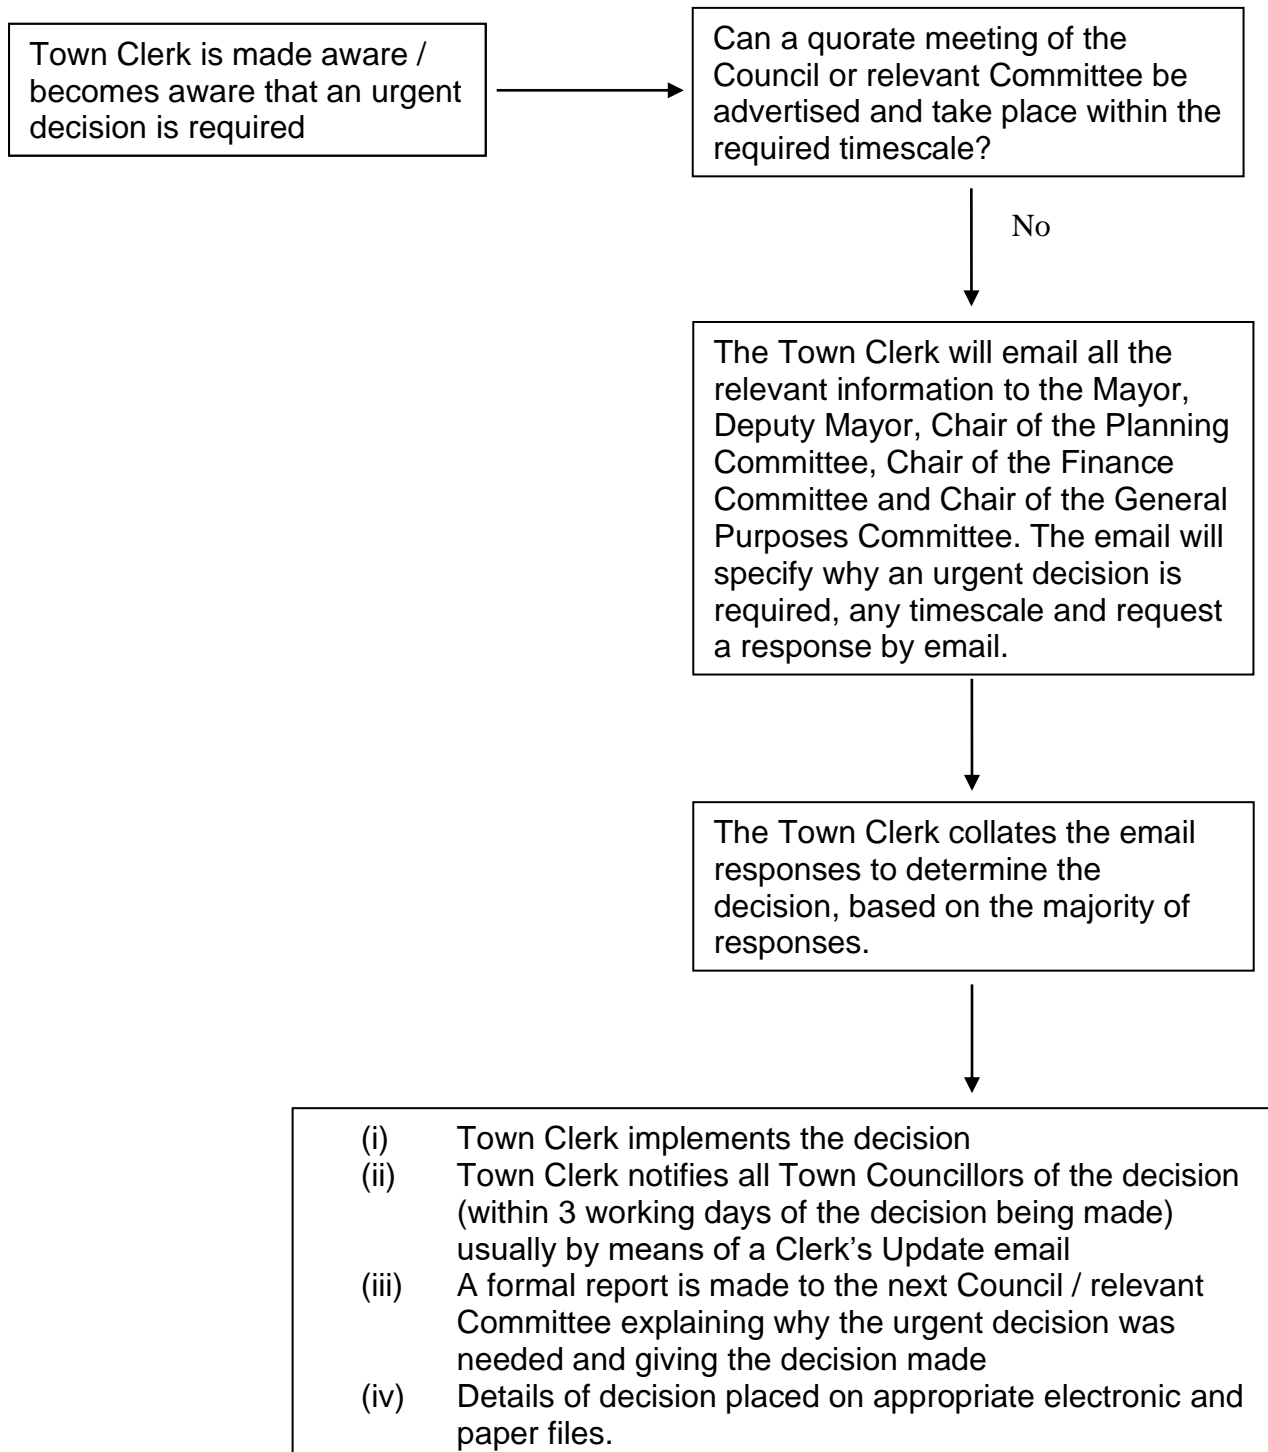 Town Clerk is made aware /
becomes aware that an urgent
decision is required
Can a quorate meeting of the
Council or relevant Committee be
advertised and take place within the
required timescale?
No
The Town Clerk will email all the
relevant information to the Mayor,
Deputy Mayor, Chair of the Planning
Committee, Chair of the Finance
Committee and Chair of the General
Purposes Committee. The email will
specify why an urgent decision is
required, any timescale and request
a response by email.
The Town Clerk collates the email
responses to determine the
decision, based on the majority of
responses.
(i) Town Clerk implements the decision
(ii) Town Clerk notifies all Town Councillors of the decision
(within 3 working days of the decision being made)
usually by means of a Clerk’s Update email
(iii) A formal report is made to the next Council / relevant
Committee explaining why the urgent decision was
needed and giving the decision made
(iv) Details of decision placed on appropriate electronic and
paper files.